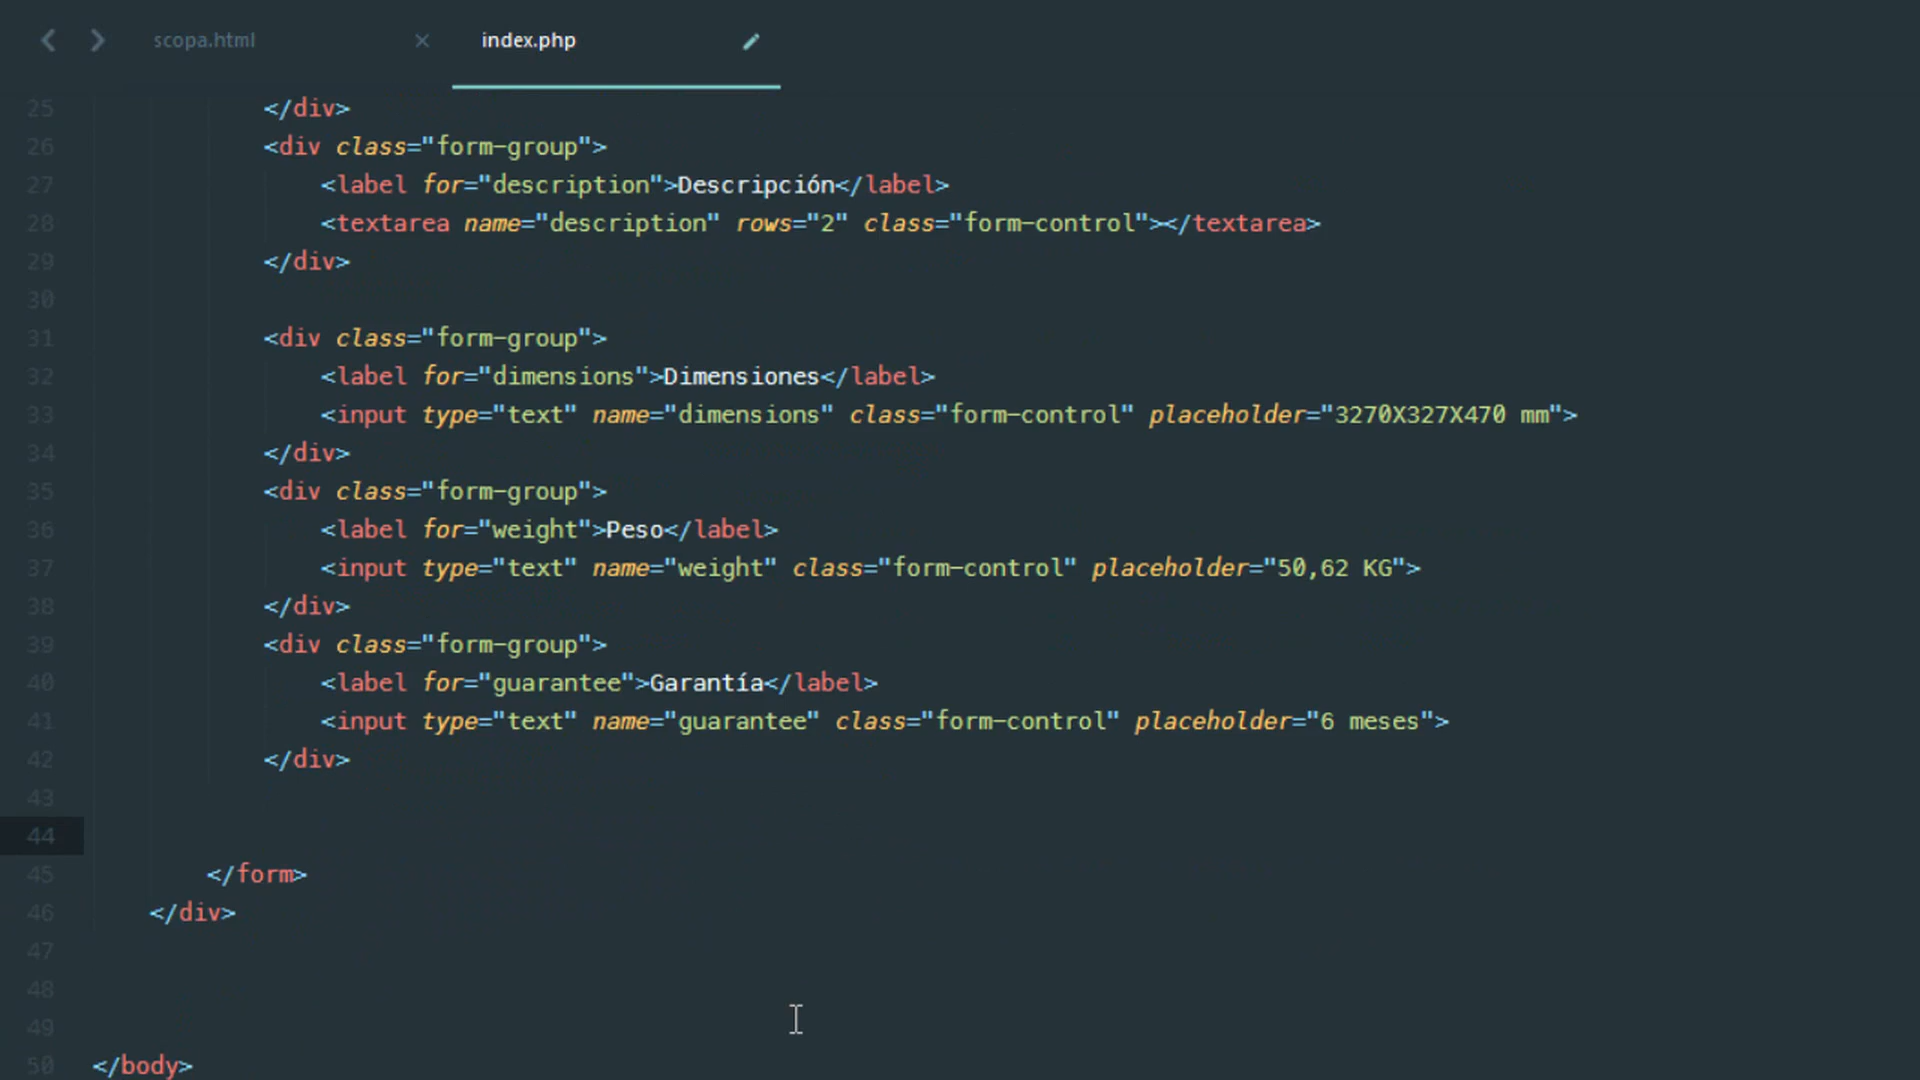 scopa.html × index.php
25 </div>
26 <div class="form-group">
27 <label for="description">Descripción</label>
28 <textarea name="description" rows="2" class="form-control"></textarea>
29 </div>
30
31 <div class="form-group">
32 <label for="dimensions">Dimensiones</label>
33 <input type="text" name="dimensions" class="form-control" placeholder="3270X327X470 mm">
34 </div>
35 <div class="form-group">
36 <label for="weight">Peso</label>
37 <input type="text" name="weight" class="form-control" placeholder="50,62 KG">
38 </div>
39 <div class="form-group">
40 <label for="guarantee">Garantía</label>
41 <input type="text" name="guarantee" class="form-control" placeholder="6 meses">
42 </div>
43
44
45 </form>
46 </div>
47
48
49
50 </body>